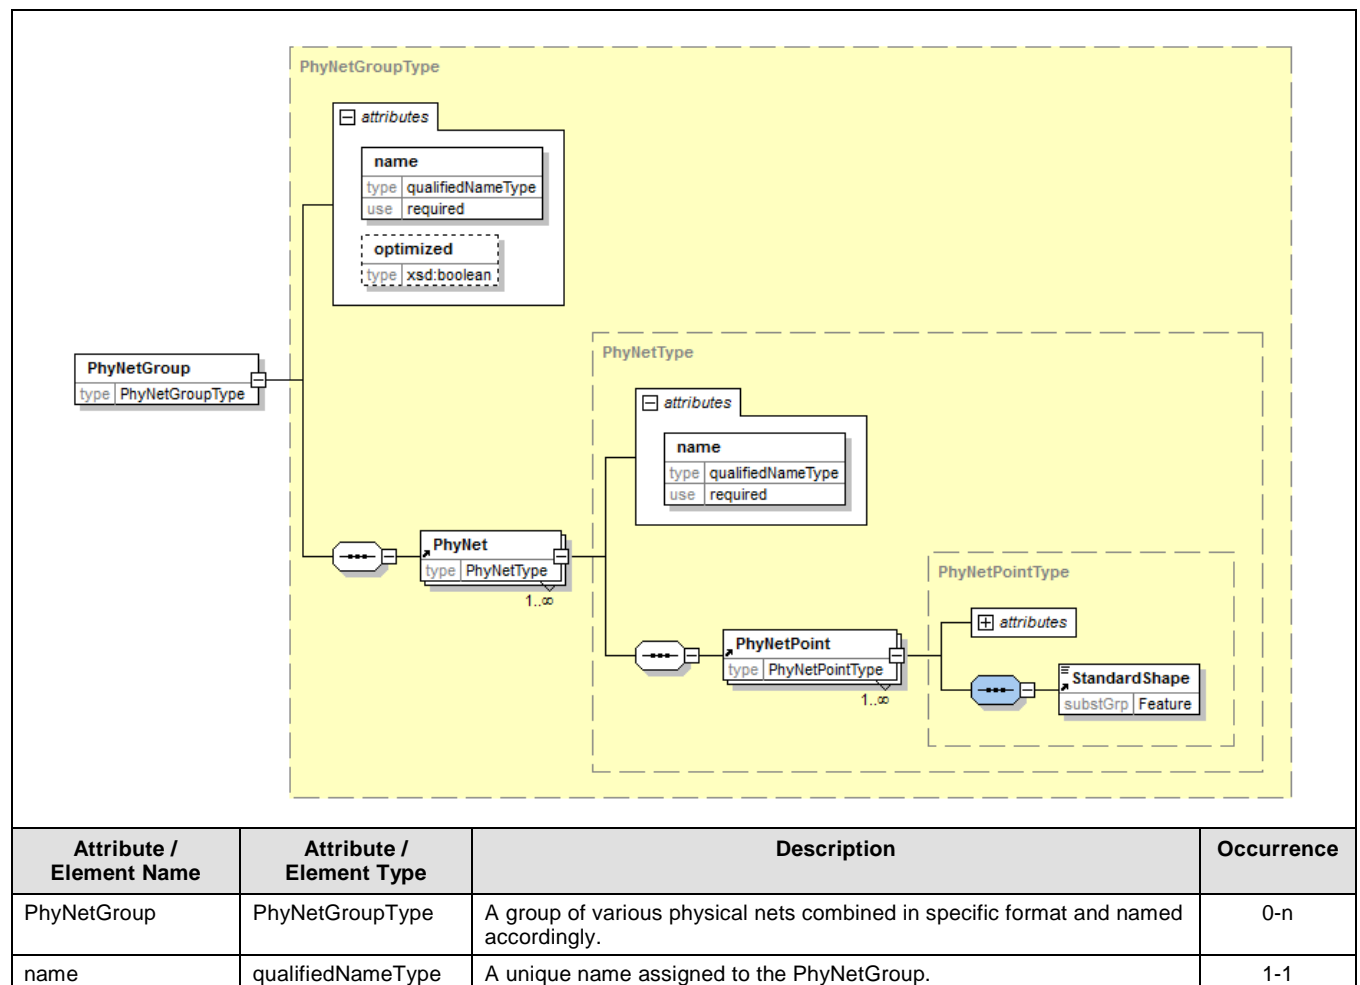 PhyNetGroupType
attributes
name
type qualifiedNameType
use required
optimized
type xsd:boolean
PhyNetGroup
type PhyNetGroupType
PhyNetType
attributes
name
type qualifiedNameType
use required
PhyNet
type PhyNetType
1..∞
PhyNetPointType
attributes
PhyNetPoint
type PhyNetPointType
1..∞
StandardShape
substGrp Feature
Attribute / Element Name
Attribute / Element Type
Description
Occurrence
PhyNetGroup
PhyNetGroupType
A group of various physical nets combined in specific format and named
accordingly.
0-n
name
qualifiedNameType
A unique name assigned to the PhyNetGroup.
1-1